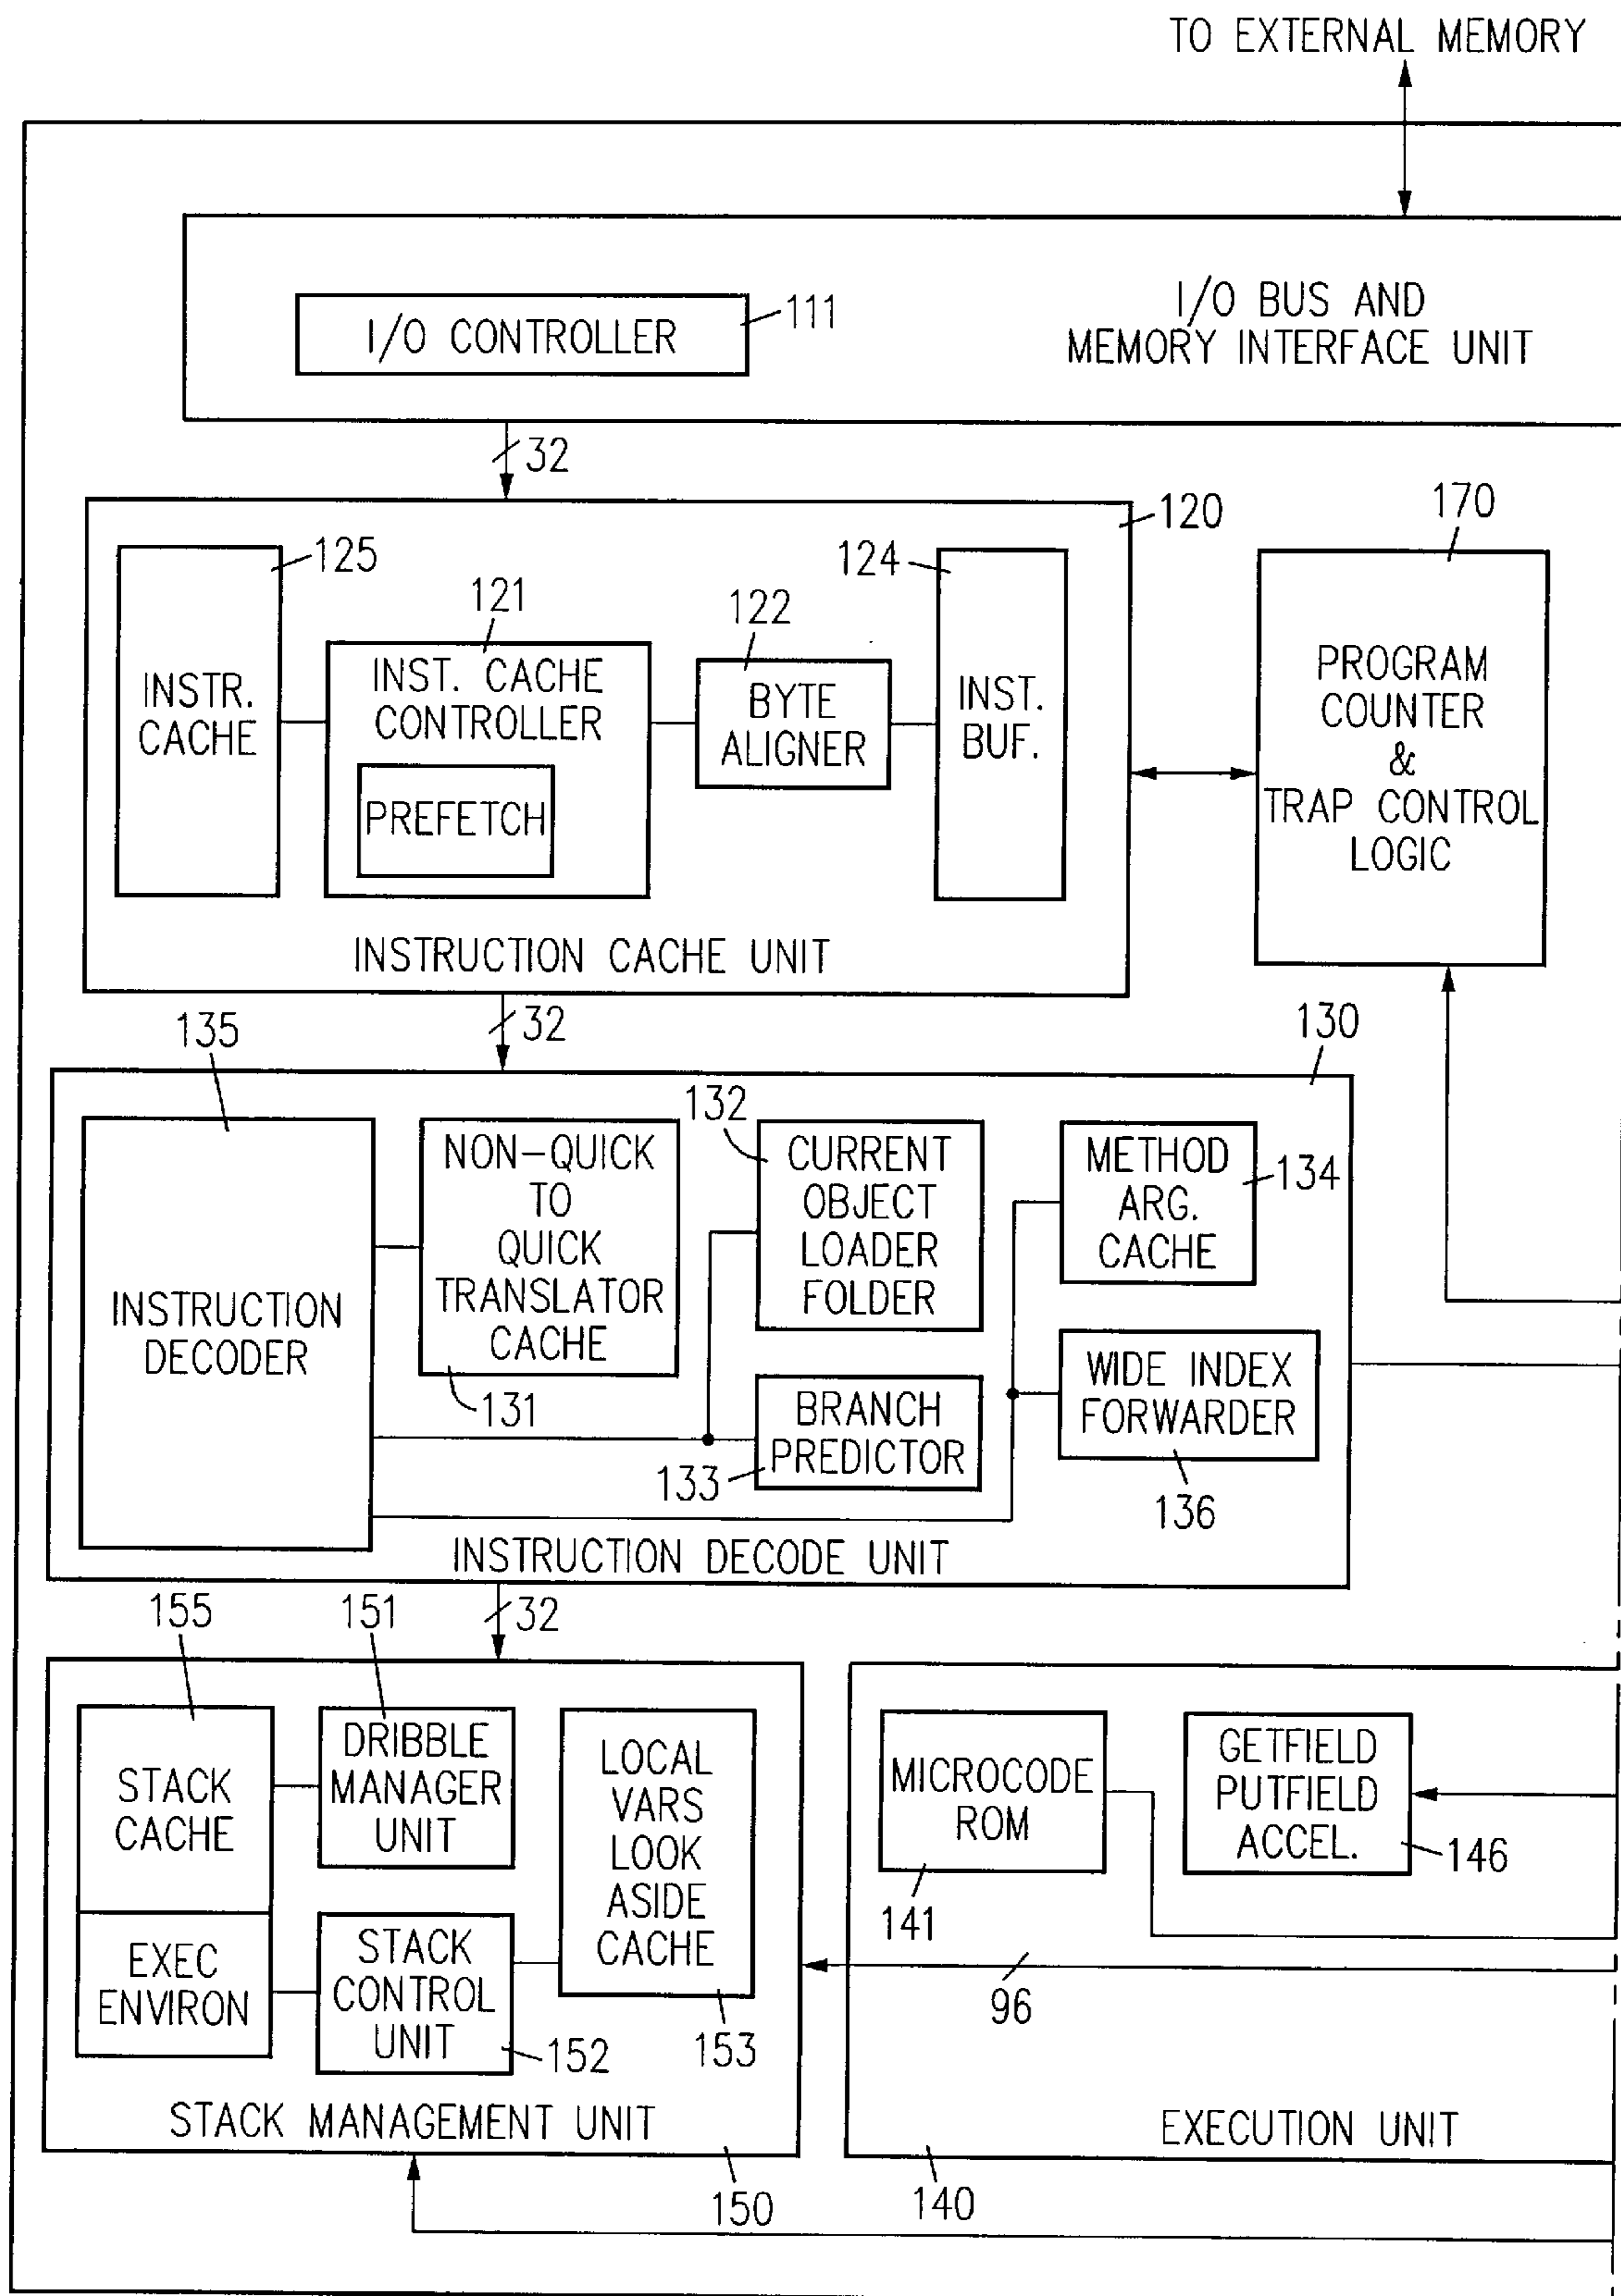 TO EXTERNAL MEMORY
I/O CONTROLLER
111
I/O BUS AND
MEMORY INTERFACE UNIT
32
120
170
125
INSTR.
CACHE
121
INST. CACHE
CONTROLLER
PREFETCH
122
BYTE
ALIGNER
124
INST.
BUF.
INSTRUCTION CACHE UNIT
PROGRAM
COUNTER
&
TRAP CONTROL
LOGIC
32
135
130
INSTRUCTION
DECODER
NON-QUICK
TO
QUICK
TRANSLATOR
CACHE
131
132
CURRENT
OBJECT
LOADER
FOLDER
METHOD
ARG.
CACHE
134
BRANCH
PREDICTOR
133
WIDE INDEX
FORWARDER
136
INSTRUCTION DECODE UNIT
32
155
151
STACK
CACHE
DRIBBLE
MANAGER
UNIT
LOCAL
VARS
LOOK
ASIDE
CACHE
153
EXEC
ENVIRON
STACK
CONTROL
UNIT
152
STACK MANAGEMENT UNIT
150
MICROCODE
ROM
141
GETFIELD
PUTFIELD
ACCEL.
146
96
EXECUTION UNIT
140